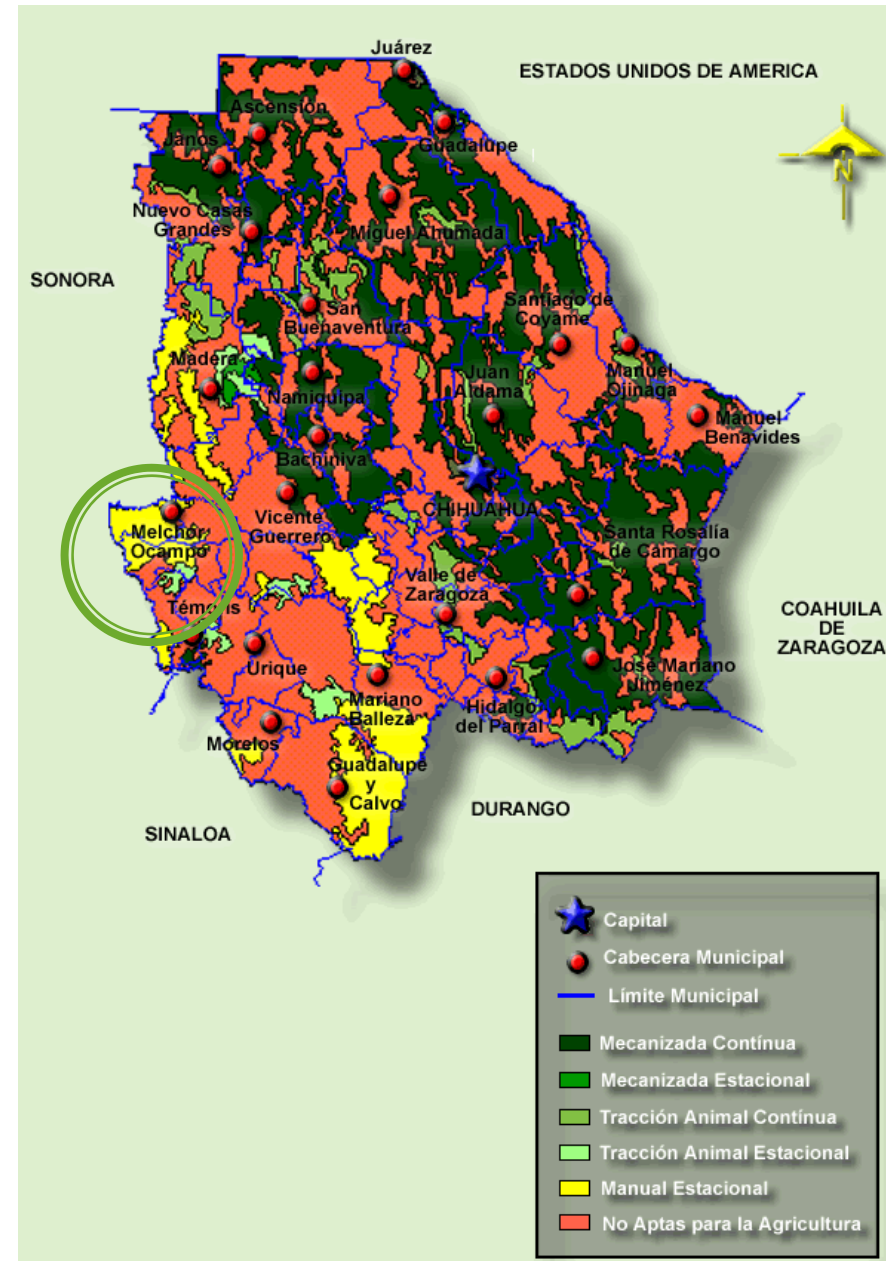 Juárez
ESTADOS UNIDOS DE AMERICA
Ascensión
Guadalupe
Janos
N
Nuevo Casas
Grandes
Miguel Ahumada
SONORA
San
Buenaventura
Santiago de
Coyame
Madera
Juan
Aldama
Manuel
Ojinaga
Namiquipa
Manuel
Benavides
Bachiniva
Vicente
Guerrero
CHIHUAHUA
Melchor
Ocampo
Santa Rosalía
de Camargo
Valle de
Zaragoza
Témoris
COAHUILA
DE
ZARAGOZA
Urique
José Mariano
Jiménez
Mariano
Balleza
Hidalgo
del Parral
Morelos
Guadalupe
y
Calvo
DURANGO
SINALOA
Capital
Cabecera Municipal
Límite Municipal
Mecanizada Contínua
Mecanizada Estacional
Tracción Animal Contínua
Tracción Animal Estacional
Manual Estacional
No Aptas para la Agricultura